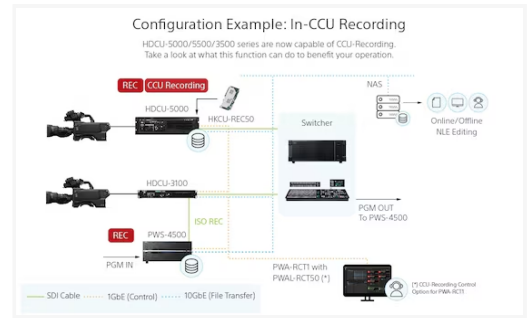 Configuration Example: In-CCU Recording
HDCU-5000/5500/3500 series are now capable of CCU-Recording.
Take a look at what this function can do to benefit your operation.
REC
CCU Recording
HDCU-5000
HKCU-REC50
NAS
Switcher
Online/Offline
NLE Editing
HDCU-3100
ISO REC
REC
PWS-4500
PGM IN
PGM OUT
To PWS-4500
PWA-RCT1 with
PWAL-RCT50 (*)
(*) CCU-Recording Control
Option for PWA-RCT1
SDI Cable
1GbE (Control)
10GbE (File Transfer)